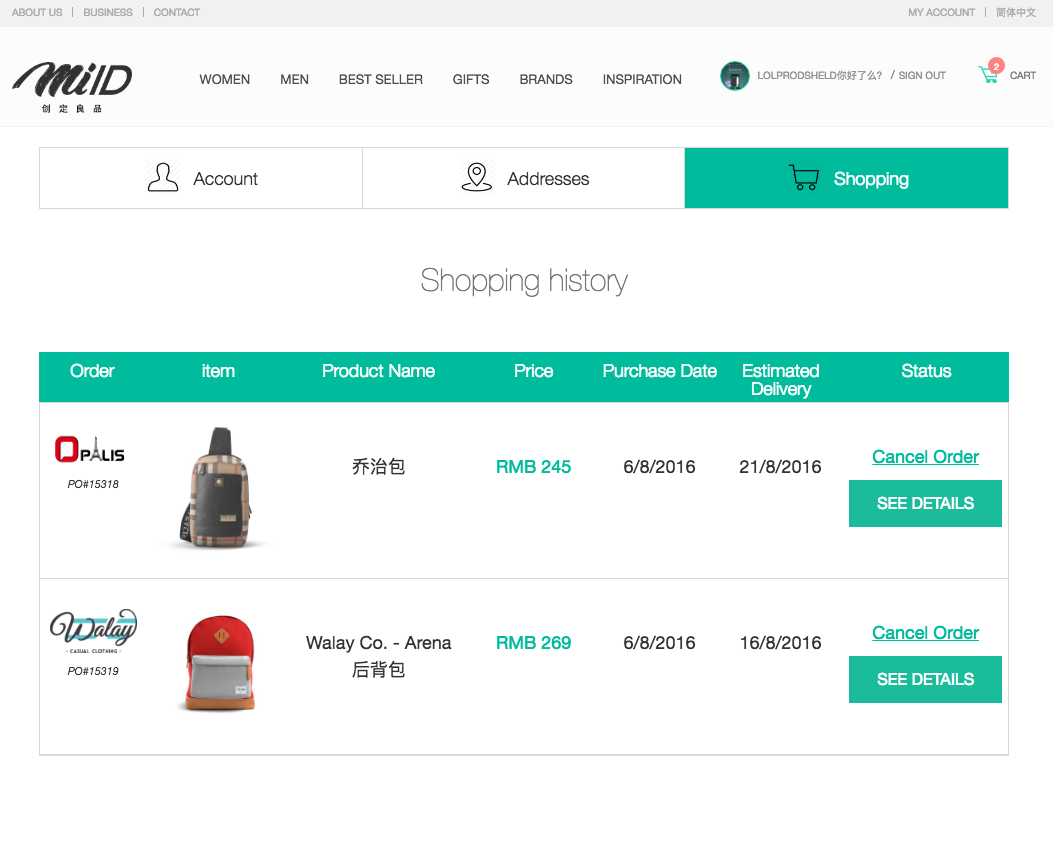 ABOUT US | BUSINESS | CONTACT
MY ACCOUNT | 简体中文
MiiD
创定良品
WOMEN MEN BEST SELLER GIFTS BRANDS INSPIRATION
LOLPRODSHELD你好了么? / SIGN OUT
2
CART
Account
Addresses
Shopping
Shopping history
Order item Product Name Price Purchase Date Estimated Delivery Status
OPALIS
PO#15318
乔治包
RMB 245
6/8/2016
21/8/2016
Cancel Order
SEE DETAILS
Walay
- CASUAL CLOTHING -
PO#15319
Walay Co. - Arena
后背包
RMB 269
6/8/2016
16/8/2016
Cancel Order
SEE DETAILS